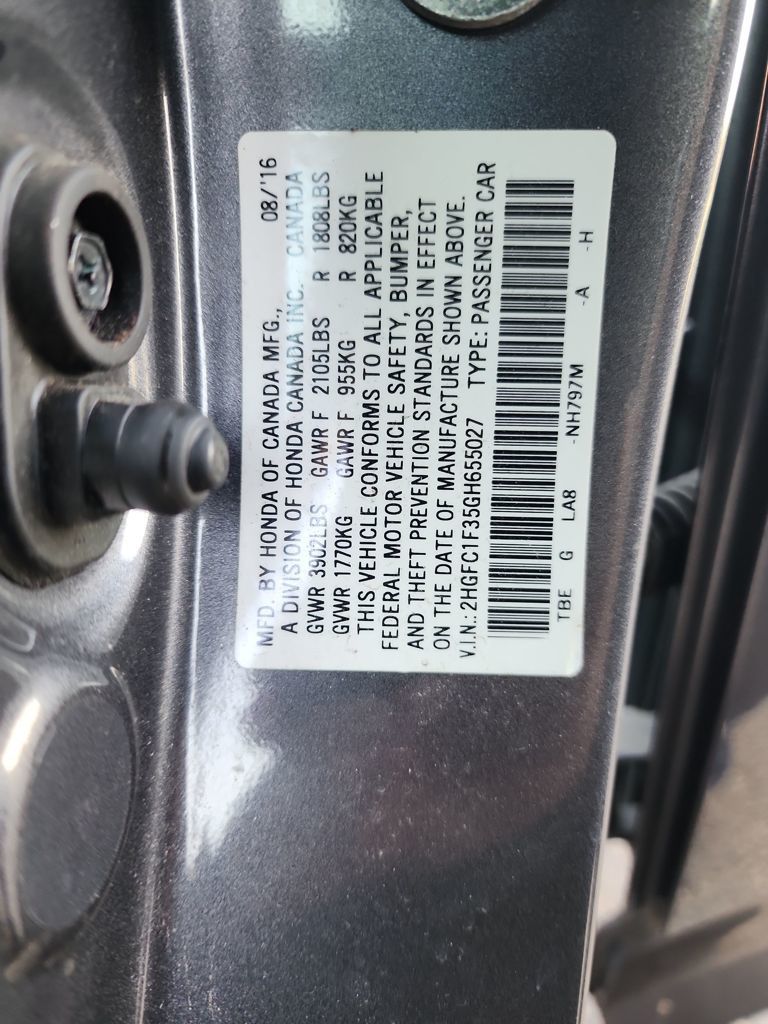 MFD. BY HONDA OF CANADA MFG., 08/'16
A DIVISION OF HONDA CANADA INC. CANADA
GVWR 3902LBS GAWR F 2105LBS R 1808LBS
GVWR 1770KG GAWR F 955KG R 820KG
THIS VEHICLE CONFORMS TO ALL APPLICABLE
FEDERAL MOTOR VEHICLE SAFETY, BUMPER,
AND THEFT PREVENTION STANDARDS IN EFFECT
ON THE DATE OF MANUFACTURE SHOWN ABOVE.
V.I.N.: 2HGFC1F35GH655027 TYPE: PASSENGER CAR
TBE G LA8 -NH797M -A -H